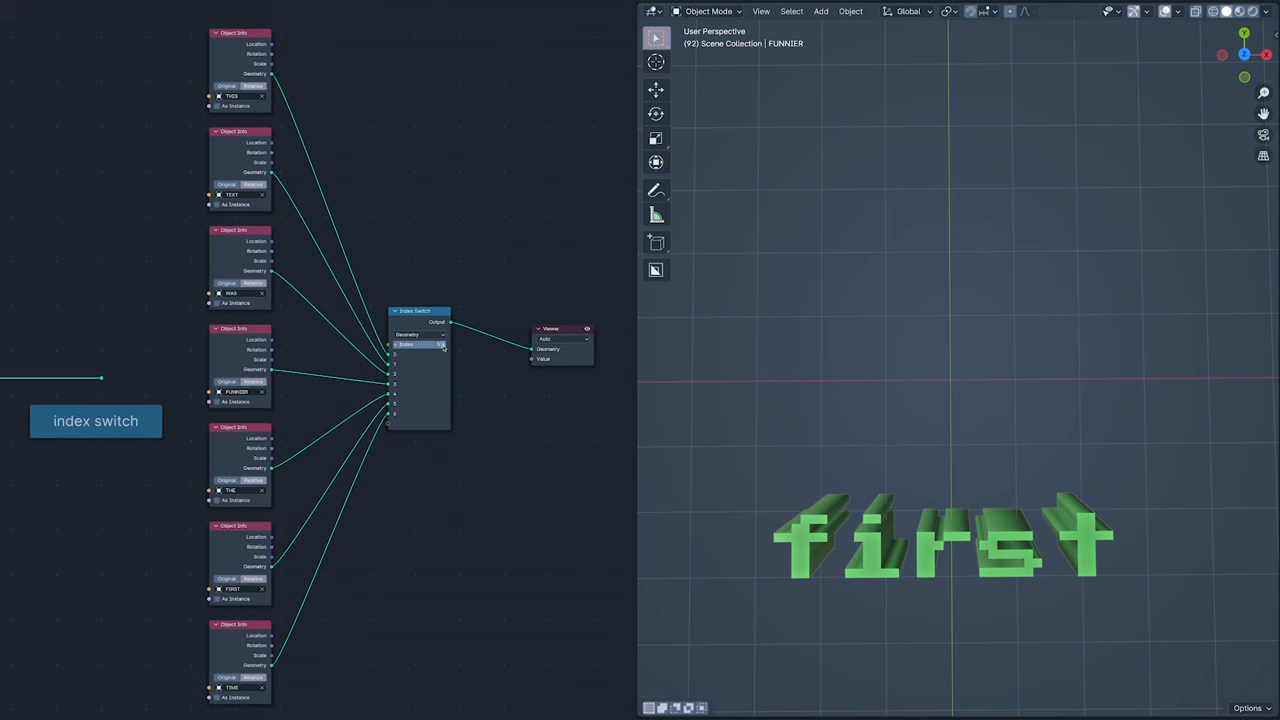 Object Info
Location
Rotation
Scale
Geometry
Original Relative
THIS
As Instance
Object Info
Location
Rotation
Scale
Geometry
Original Relative
TEXT
As Instance
Object Info
Location
Rotation
Scale
Geometry
Original Relative
WAS
As Instance
Object Info
Location
Rotation
Scale
Geometry
Original Relative
FUNNIER
As Instance
Object Info
Location
Rotation
Scale
Geometry
Original Relative
THE
As Instance
Object Info
Location
Rotation
Scale
Geometry
Original Relative
FIRST
As Instance
Object Info
Location
Rotation
Scale
Geometry
Original Relative
TIME
As Instance
index switch
Index Switch
Output
Geometry
Index 5
0
1
2
3
4
5
6
Viewer
Auto
Geometry
Value
Object Mode View Select Add Object Global
User Perspective
(92) Scene Collection | FUNNIER
Y
Z
X
first
Options